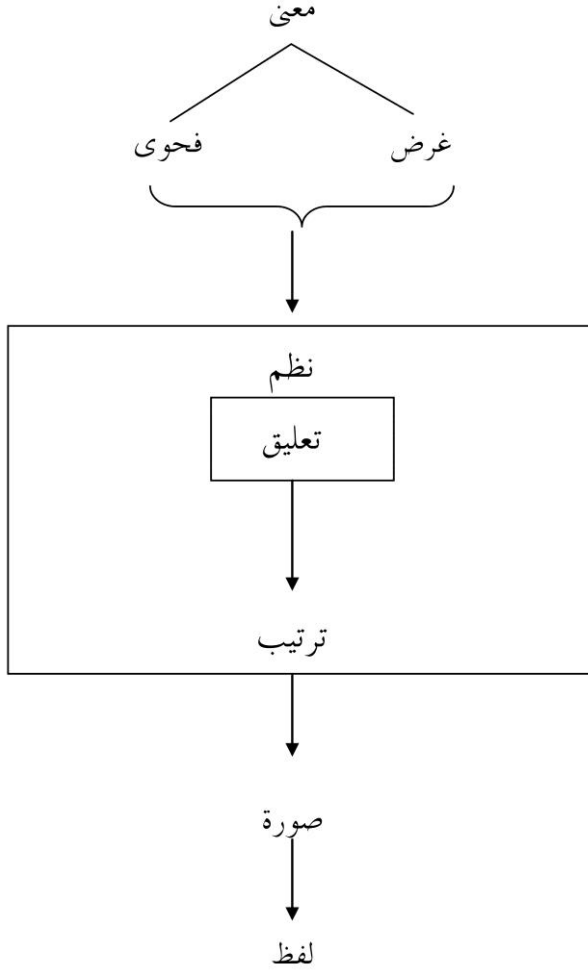 معنى
غرض فحوى
نظم
تعليق
ترتيب
صورة
لفظ